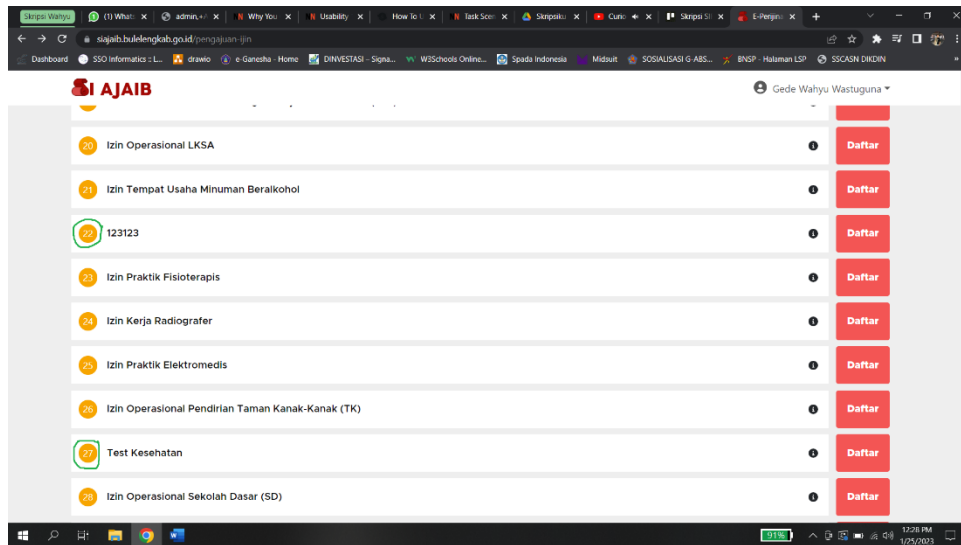 Skripsi Wahyu
(1) What:
admin,+/
Why You
Usability
How To U
Task Scer
Skripsiku
Curio
Skripsi SI
E-Perijinu
siajaib.bulelengkab.go.id/pengajuan-ijin
Dashboard
SSO Informatics :: L...
drawio
e-Ganesha - Home
DINVESTASI – Signa...
W3Schools Online...
Spada Indonesia
Midsuit
SOSIALISASI G-ABS...
BNSP - Halaman LSP
SSCASN DIKDIN
SI AJAIB
Gede Wahyu Wastuguna
20 Izin Operasional LKSA Daftar
21 Izin Tempat Usaha Minuman Beralkohol Daftar
22 123123 Daftar
23 Izin Praktik Fisioterapis Daftar
24 Izin Kerja Radiografer Daftar
25 Izin Praktik Elektromedis Daftar
26 Izin Operasional Pendirian Taman Kanak-Kanak (TK) Daftar
27 Test Kesehatan Daftar
28 Izin Operasional Sekolah Dasar (SD) Daftar
91%
12:28 PM
1/25/2023